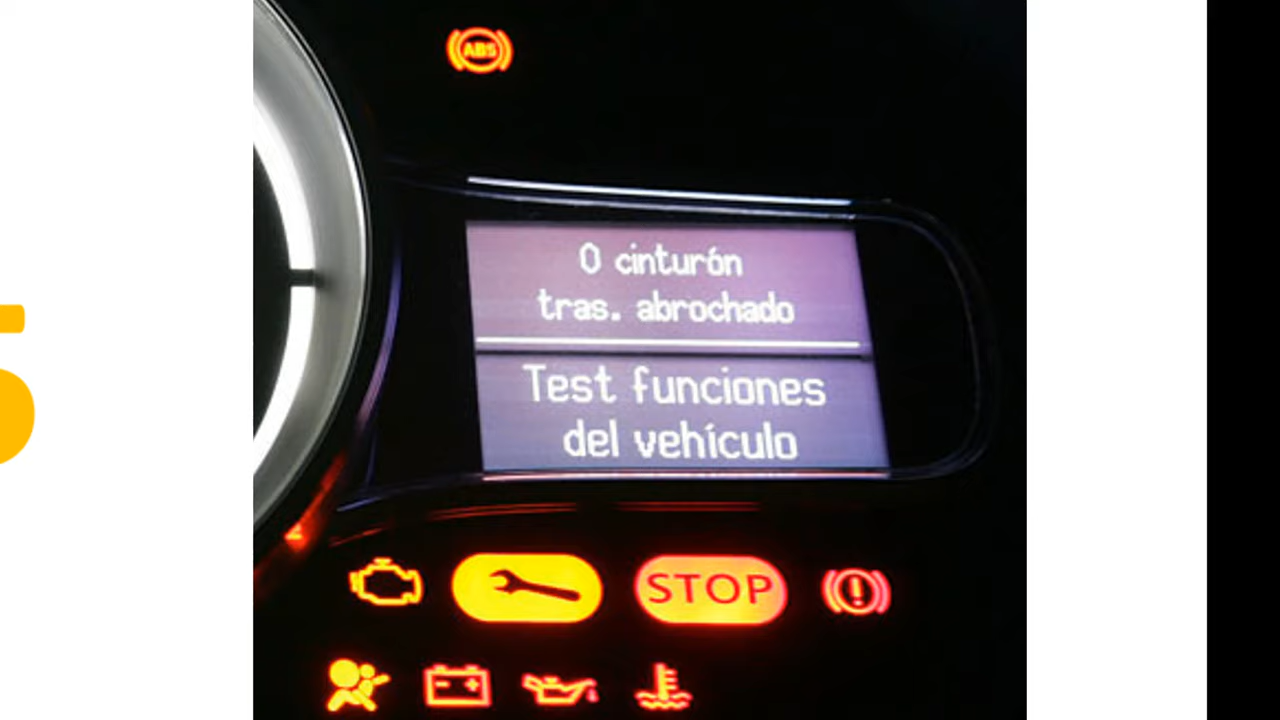 ABS
0 cinturón
tras. abrochado
Test funciones
del vehículo
STOP